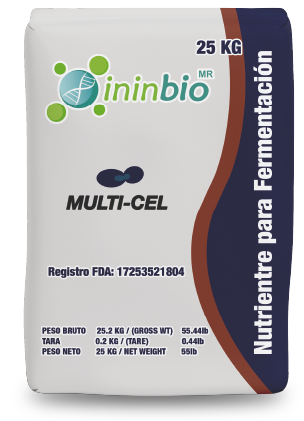 25 KG
MR
ininbio
MULTI-CEL
Registro FDA: 17253521804
PESO BRUTO 25.2 KG / (GROSS WT) 55.44lb
TARA 0.2 KG / (TARE) 0.44lb
PESO NETO 25 KG / NET WEIGHT 55lb
Nutrientre para Fermentación